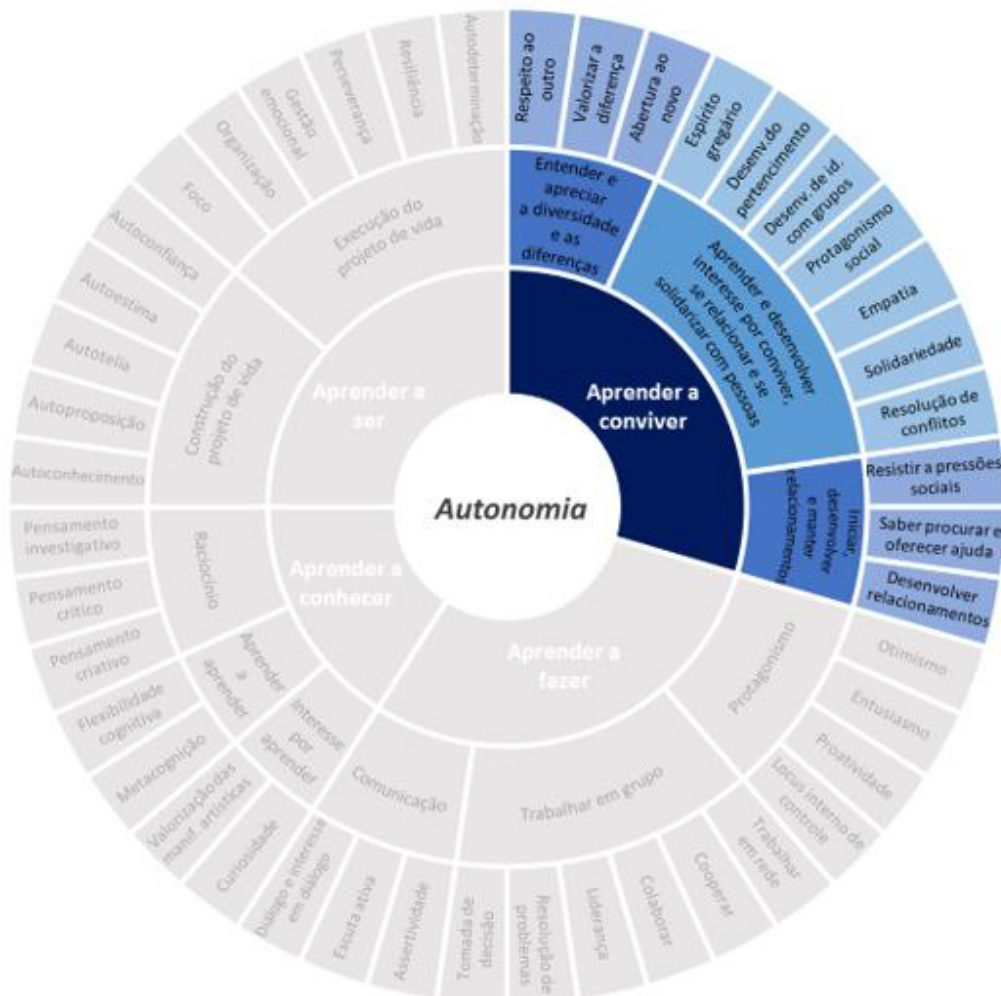 Autonomia
Aprender a
conviver
Entender e
apreciar
a diversidade
e as
diferenças
Respeito ao
outro
Valorizar a
diferença
Abertura ao
novo
Aprender e desenvolver
interesse por conviver,
se relacionar e se
solidarizar com pessoas
Espírito
gregário
Desenv.do
pertencimento
Desenv. de id.
com grupos
Protagonismo
social
Empatia
Solidariedade
Resolução de
conflitos
Iniciar,
desenvolver
e manter
relacionamentos
Resistir a pressões
sociais
Saber procurar e
oferecer ajuda
Desenvolver
relacionamentos
Aprender a
fazer
Protagonismo
Otimismo
Entusiasmo
Proatividade
Locus interno de
controle
Trabalhar em grupo
Trabalhar
em rede
Cooperar
Colaborar
Liderança
Resolução de
problemas
Tomada de
decisão
Comunicação
Assertividade
Escuta ativa
Diálogo e interesse
em diálogo
Aprender a
conhecer
Interesse
por
aprender
Curiosidade
Valorização das
manif. artísticas
Aprender
a
aprender
Metacognição
Flexibilidade
cognitiva
Raciocínio
Pensamento
criativo
Pensamento
crítico
Pensamento
investigativo
Aprender a
ser
Construção do
projeto de vida
Autoconhecimento
Autoproposição
Autotelia
Autoestima
Autoconfiança
Execução do
projeto de vida
Foco
Organização
Gestão
emocional
Perseverança
Resiliência
Autodeterminação